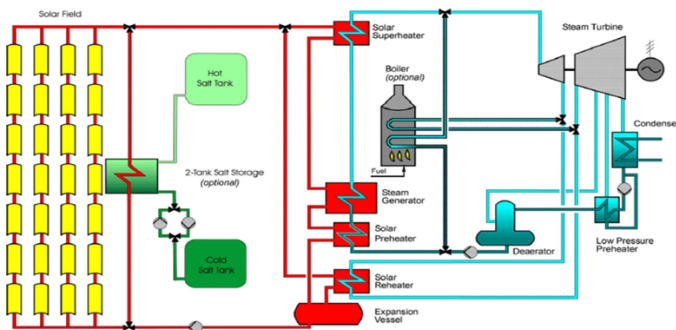 Solar Field
Hot
Salt Tank
2-Tank Salt Storage
(optional)
Cold
Salt Tank
Solar
Superheater
Boiler
(optional)
Fuel
Steam
Generator
Solar
Preheater
Solar
Reheater
Expansion
Vessel
Steam Turbine
Condense
Low Pressure
Preheater
Deaerator